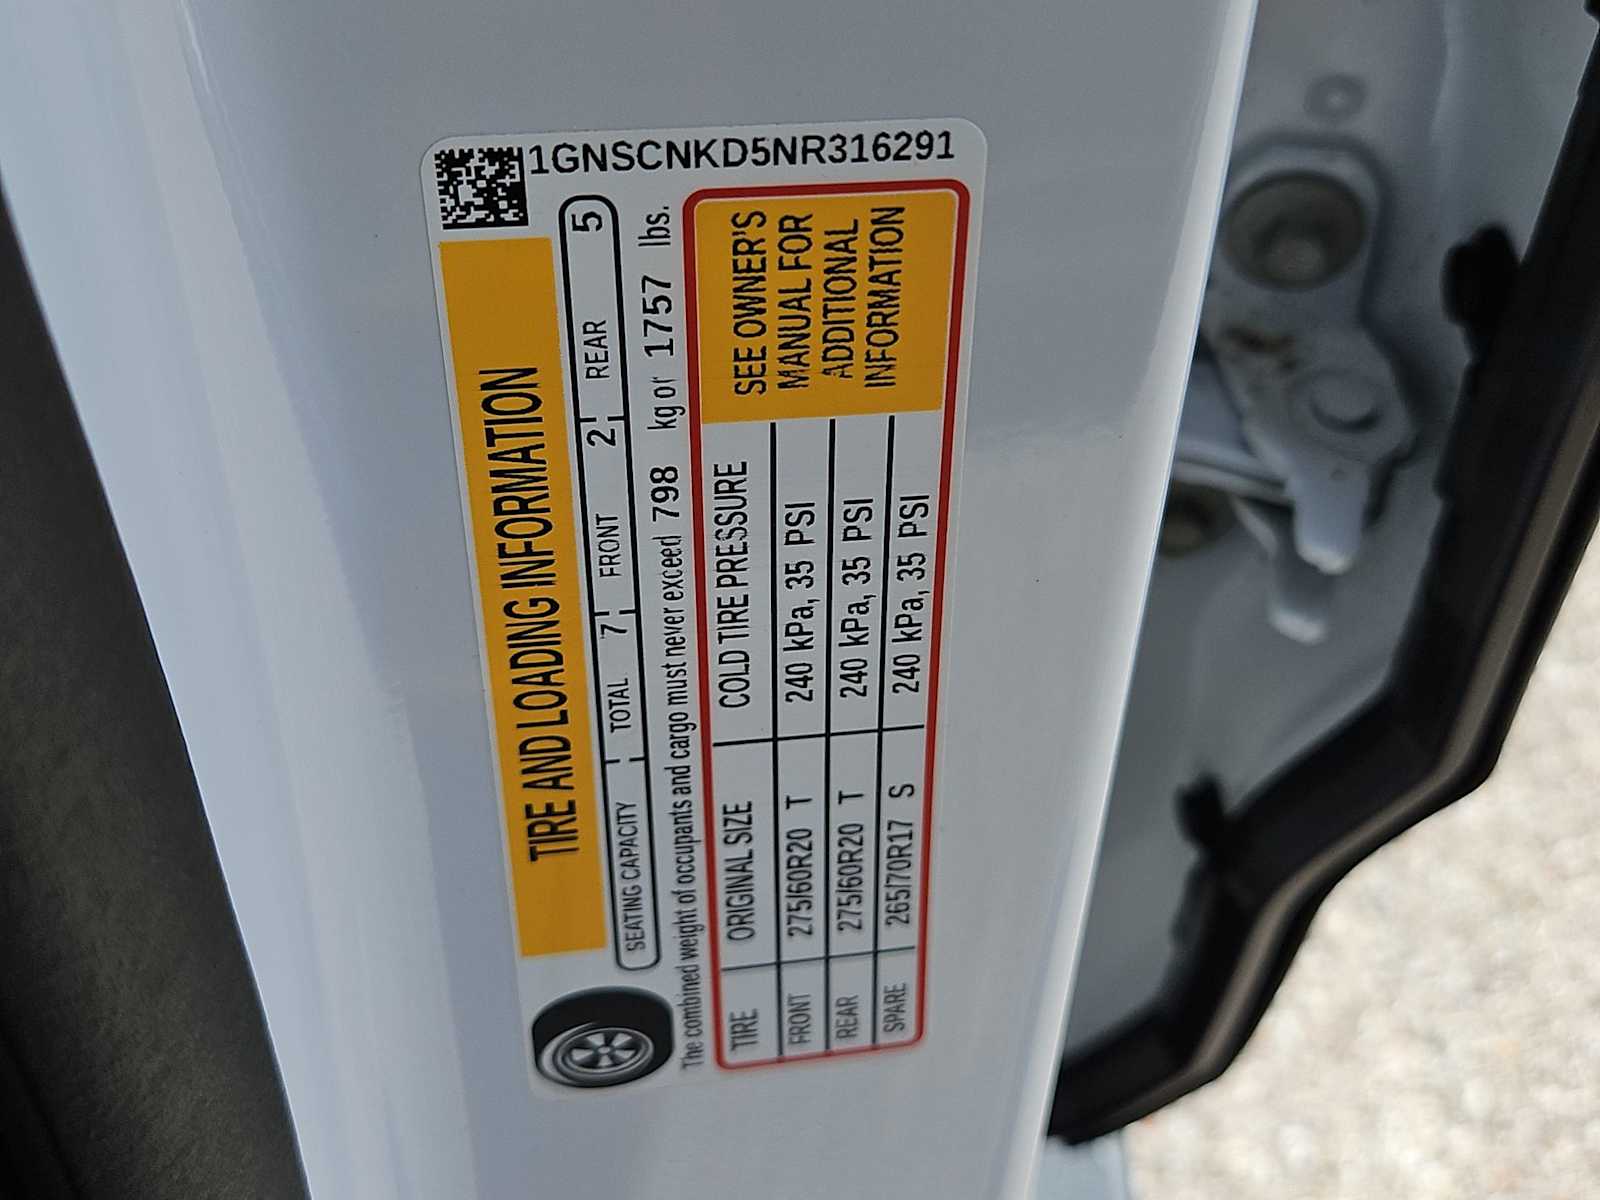 1GNSCNKD5NR316291
TIRE AND LOADING INFORMATION
SEATING CAPACITY TOTAL 7 FRONT 2 REAR 5
The combined weight of occupants and cargo must never exceed 798 kg or 1757 lbs.
TIRE ORIGINAL SIZE COLD TIRE PRESSURE
FRONT 275/60R20 T 240 kPa, 35 PSI
REAR 275/60R20 T 240 kPa, 35 PSI
SPARE 265/70R17 S 240 kPa, 35 PSI
SEE OWNER'S
MANUAL FOR
ADDITIONAL
INFORMATION